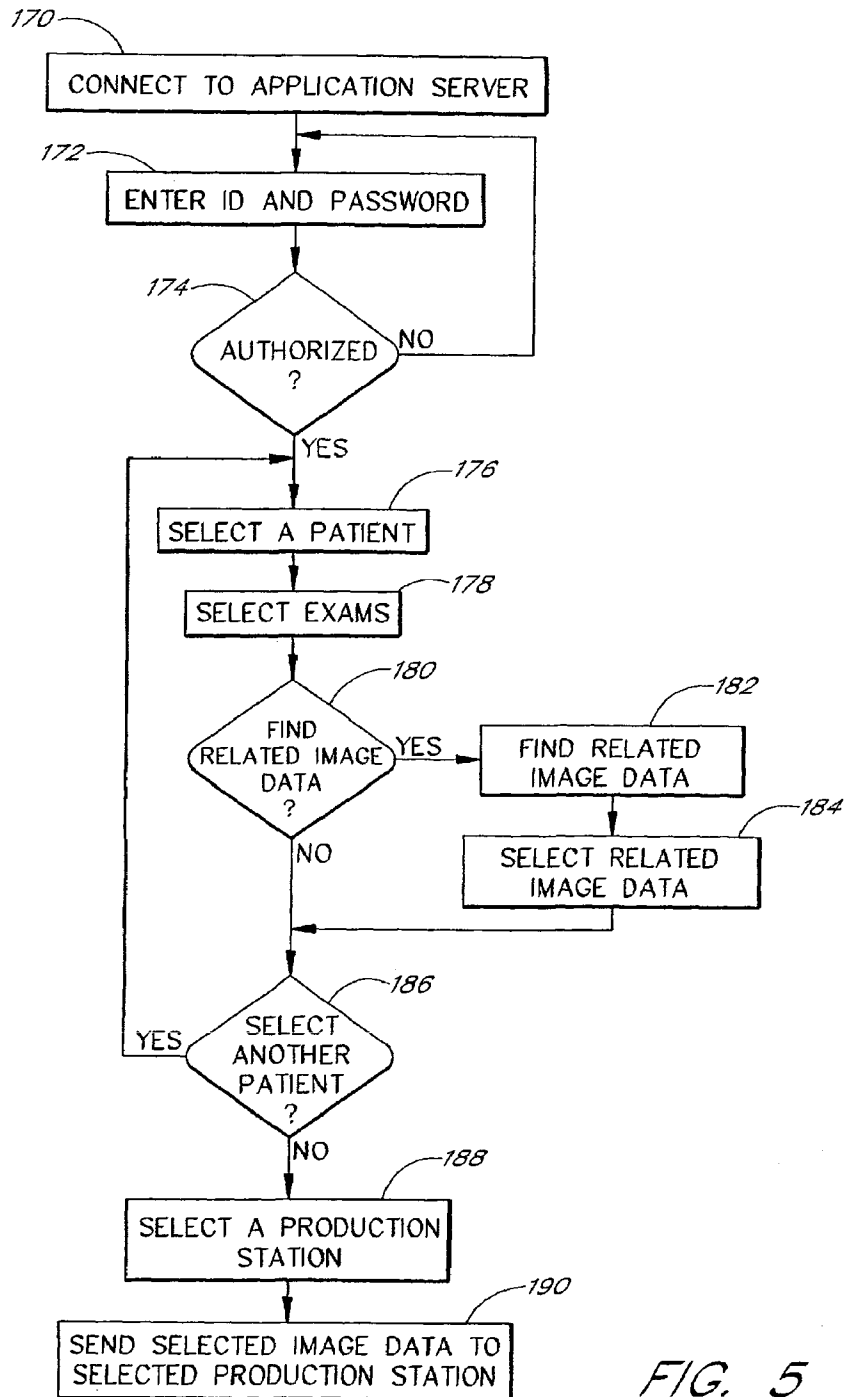 170
CONNECT TO APPLICATION SERVER
172
ENTER ID AND PASSWORD
174
AUTHORIZED
?
NO
YES
176
SELECT A PATIENT
178
SELECT EXAMS
180
FIND
RELATED IMAGE
DATA
?
YES
182
FIND RELATED
IMAGE DATA
184
SELECT RELATED
IMAGE DATA
NO
186
YES
SELECT
ANOTHER
PATIENT
?
NO
188
SELECT A PRODUCTION
STATION
190
SEND SELECTED IMAGE DATA TO
SELECTED PRODUCTION STATION
FIG. 5